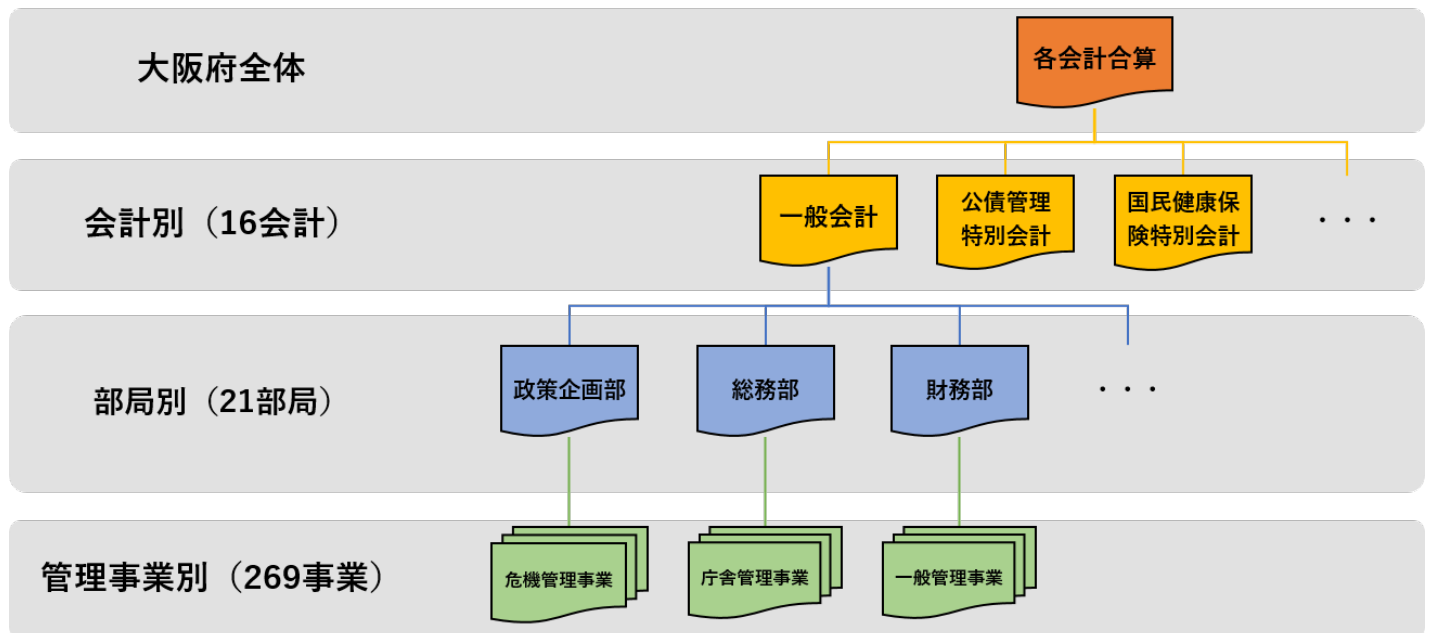 大阪府全体
各会計合算
会計別（16会計）
一般会計
公債管理
特別会計
国民健康保
険特別会計
・・・
部局別（21部局）
政策企画部
総務部
財務部
・・・
管理事業別（269事業）
危機管理事業
庁舎管理事業
一般管理事業